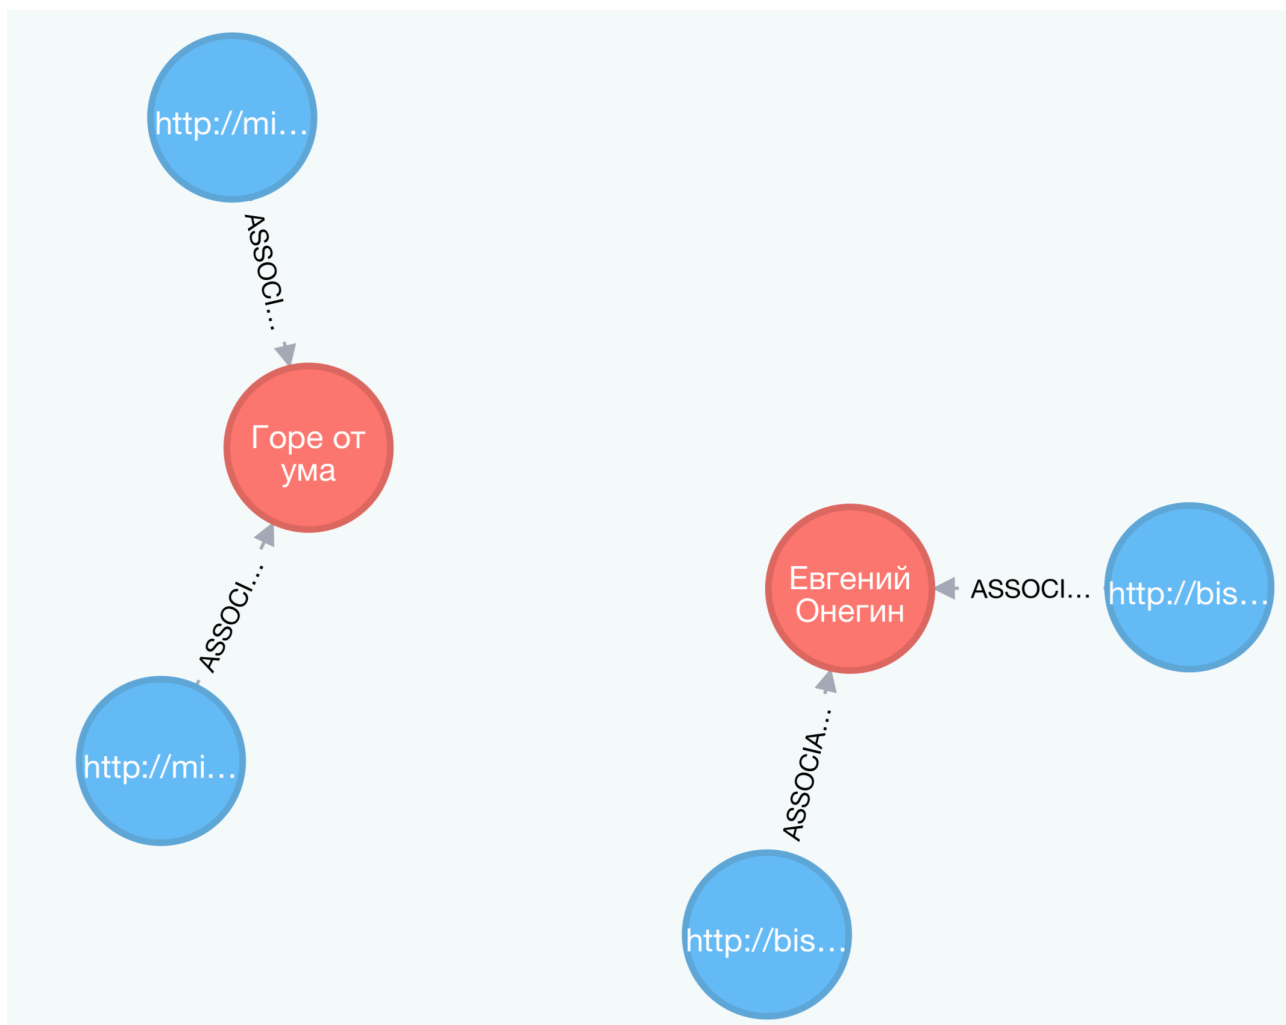 http://mi...
ASSOCI...
Горе от
ума
ASSOCI...
http://mi...
Евгений
Онегин
ASSOCI...
http://bis...
ASSOCIA...
http://bis...